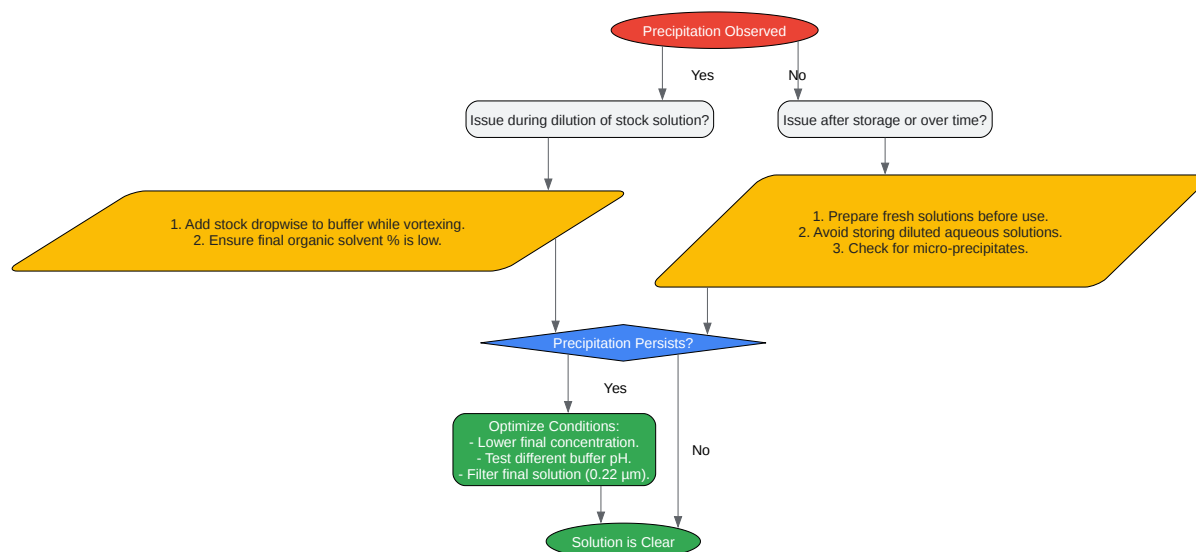 Precipitation Observed
Yes
No
Issue during dilution of stock solution?
Issue after storage or over time?
1. Add stock dropwise to buffer while vortexing.
2. Ensure final organic solvent % is low.
1. Prepare fresh solutions before use.
2. Avoid storing diluted aqueous solutions.
3. Check for micro-precipitates.
Precipitation Persists?
Yes
Optimize Conditions:
- Lower final concentration.
- Test different buffer pH.
- Filter final solution (0.22 µm).
No
Solution is Clear